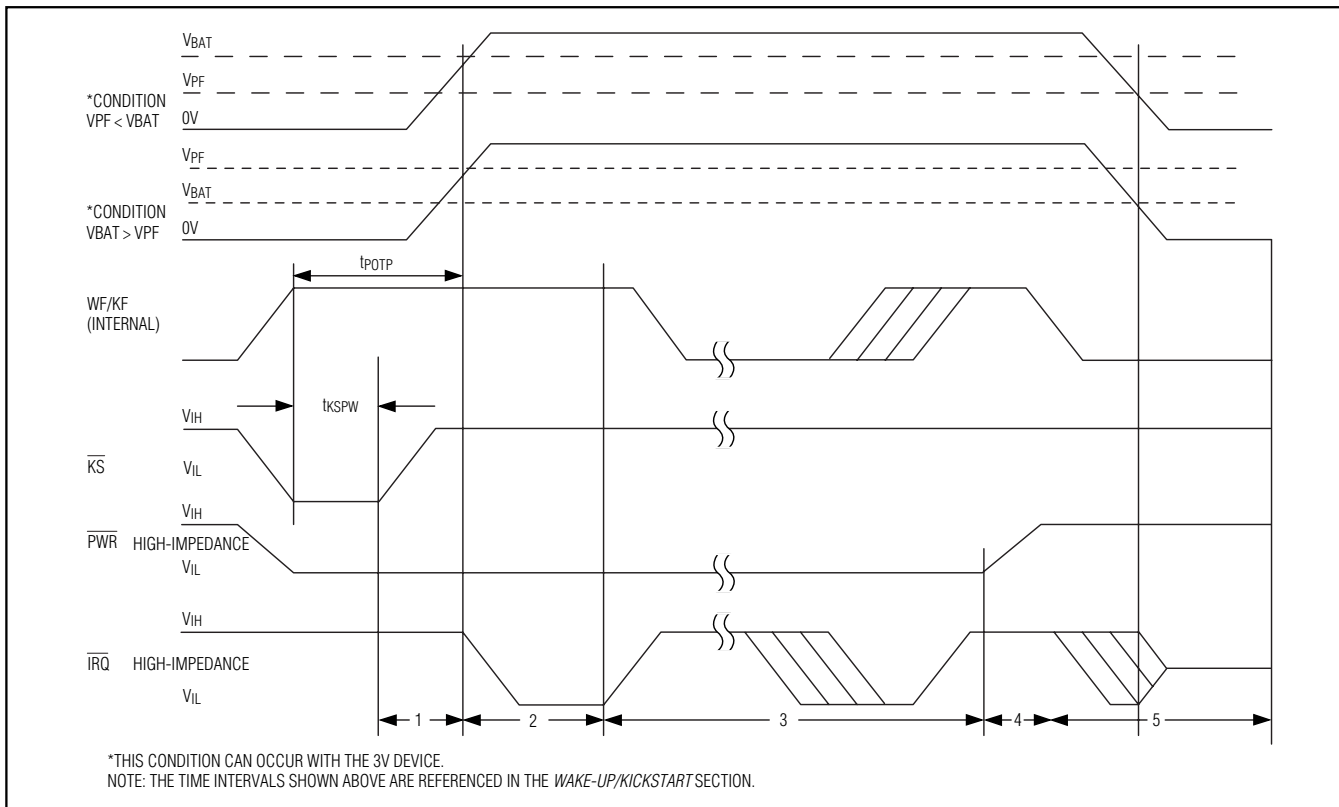 VBAT
VPF
*CONDITION
VPF < VBAT
0V
VPF
VBAT
*CONDITION
VBAT > VPF
0V
tPOTP
WF/KF
(INTERNAL)
tKSPW
VIH
KS
VIL
VIH
PWR HIGH-IMPEDANCE
VIL
VIH
IRQ HIGH-IMPEDANCE
VIL
1 2 3 4 5
*THIS CONDITION CAN OCCUR WITH THE 3V DEVICE.
NOTE: THE TIME INTERVALS SHOWN ABOVE ARE REFERENCED IN THE WAKE-UP/KICKSTART SECTION.